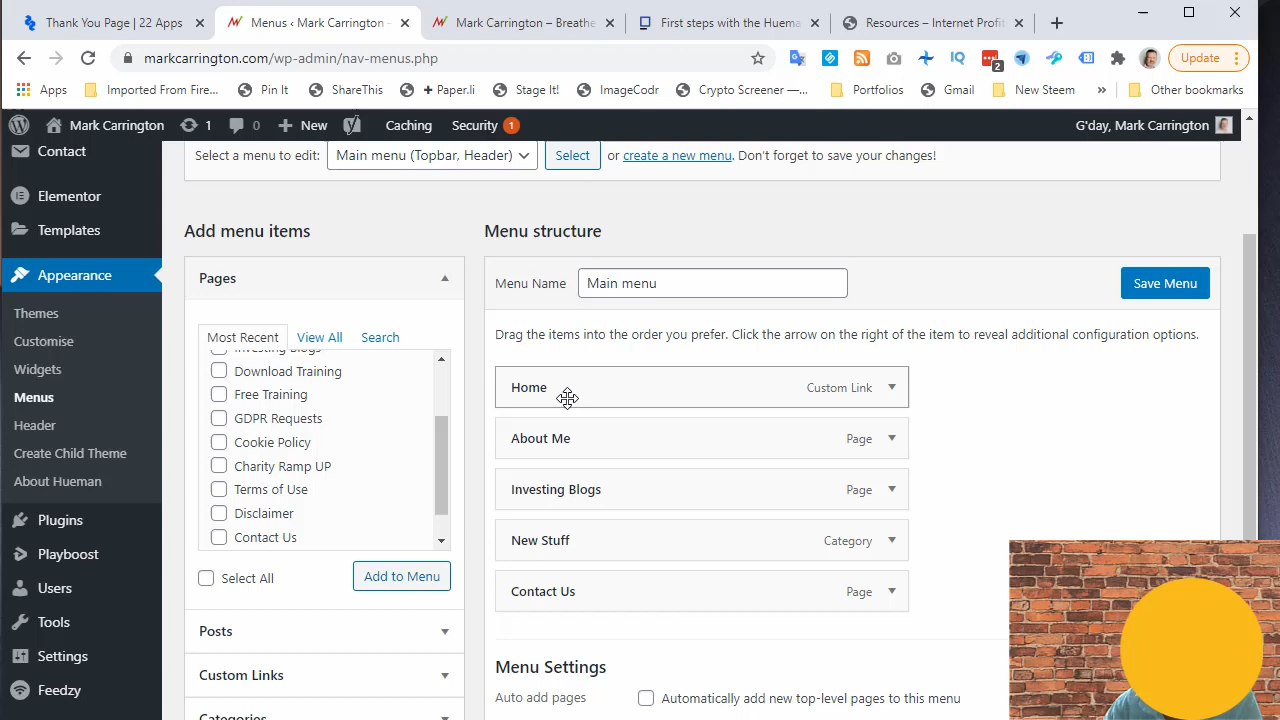 Thank You Page | 22 Apps
Menus ‹ Mark Carrington -
Mark Carrington – Breathe
First steps with the Huema
Resources – Internet Profit
markcarrington.com/wp-admin/nav-menus.php
IQ
2
Update
Apps
Imported From Fire...
Pin It
ShareThis
+ Paper.li
Stage It!
ImageCodr
Crypto Screener —...
Portfolios
Gmail
New Steem
»
Other bookmarks
Mark Carrington
1
0
New
Caching
Security 1
G'day, Mark Carrington
Contact
Elementor
Templates
Appearance
Themes
Customise
Widgets
Menus
Header
Create Child Theme
About Hueman
Plugins
Playboost
Users
Tools
Settings
Feedzy
Select a menu to edit: Main menu (Topbar, Header) Select or create a new menu. Don't forget to save your changes!
Add menu items
Pages
Most Recent View All Search
Investing Blogs
Download Training
Free Training
GDPR Requests
Cookie Policy
Charity Ramp UP
Terms of Use
Disclaimer
Contact Us
Select All
Add to Menu
Posts
Custom Links
Categories
Menu structure
Menu Name Main menu
Save Menu
Drag the items into the order you prefer. Click the arrow on the right of the item to reveal additional configuration options.
Home Custom Link
About Me Page
Investing Blogs Page
New Stuff Category
Contact Us Page
Menu Settings
Auto add pages Automatically add new top-level pages to this menu